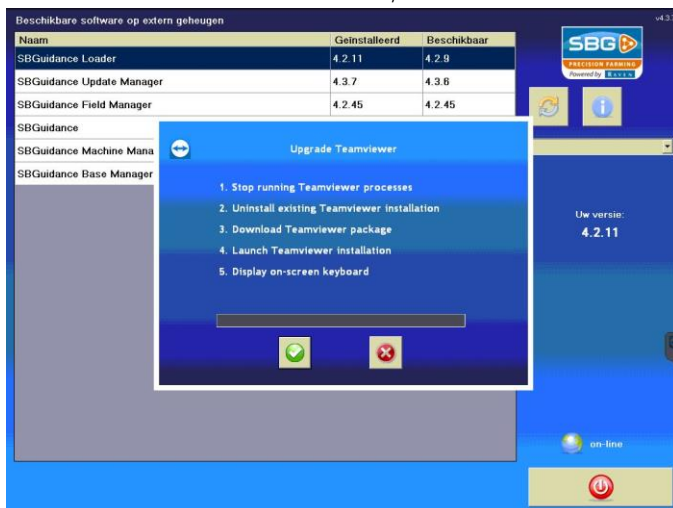 Beschikbare software op extern geheugen
Naam Geïnstalleerd Beschikbaar
SBGuidance Loader 4.2.11 4.2.9
SBGuidance Update Manager 4.3.7 4.3.6
SBGuidance Field Manager 4.2.45 4.2.45
SBGuidance
SBGuidance Machine Mana
SBGuidance Base Manager
Upgrade Teamviewer
1. Stop running Teamviewer processes
2. Uninstall existing Teamviewer installation
3. Download Teamviewer package
4. Launch Teamviewer installation
5. Display on-screen keyboard
SBG
PRECISION FARMING
Powered by RAVEN
Uw versie:
4.2.11
on-line